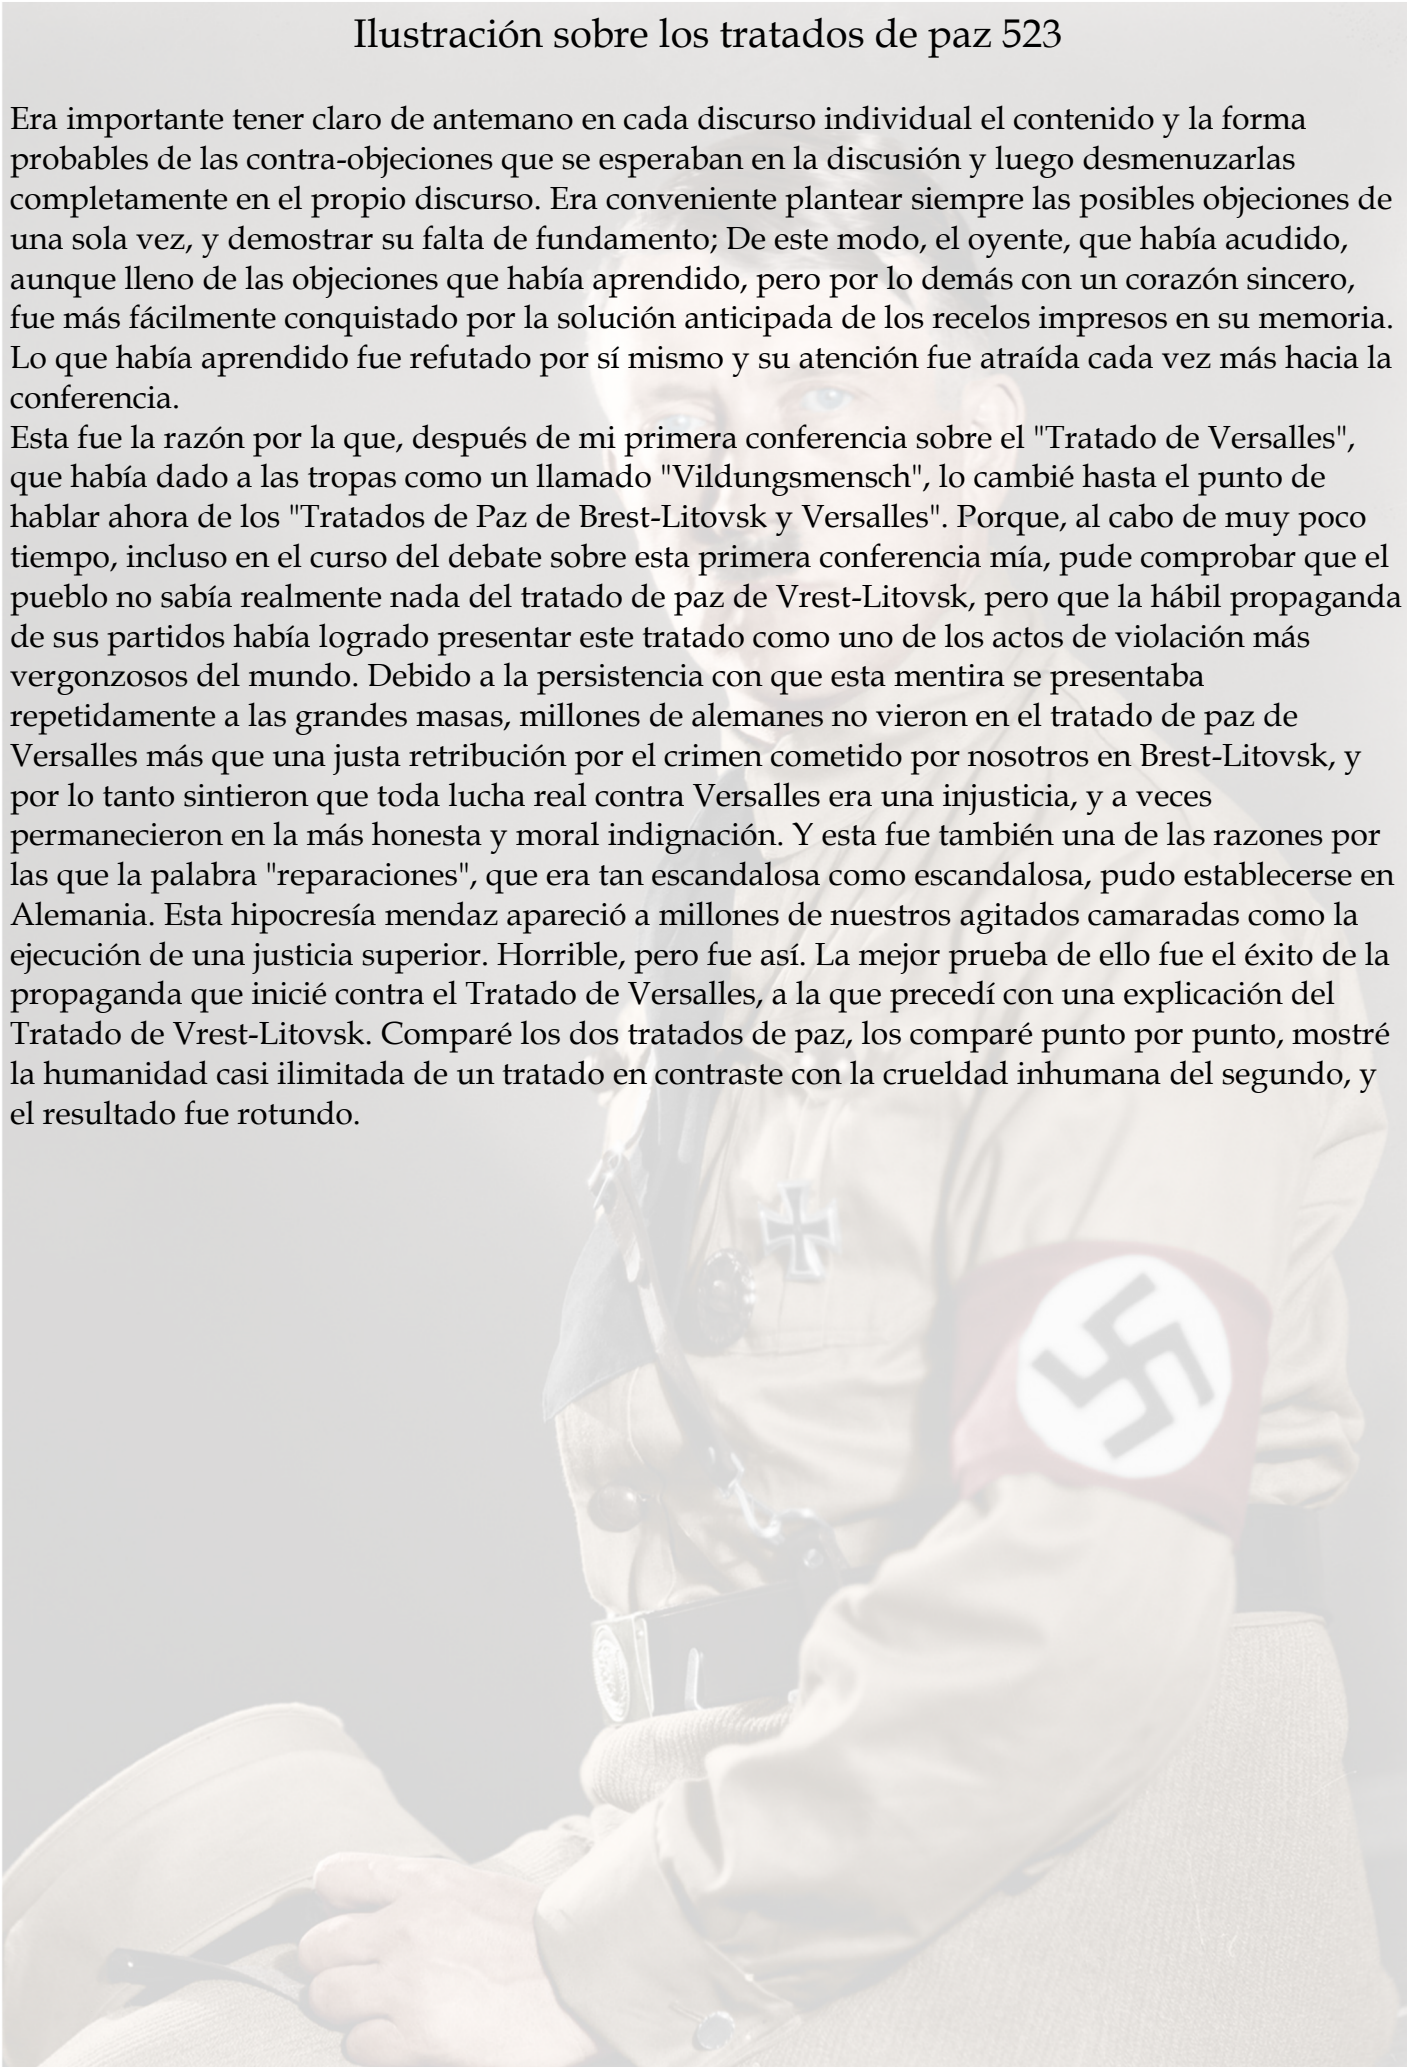 Ilustración sobre los tratados de paz 523
Era importante tener claro de antemano en cada discurso individual el contenido y la forma
probables de las contra-objeciones que se esperaban en la discusión y luego desmenuzarlas
completamente en el propio discurso. Era conveniente plantear siempre las posibles objeciones de
una sola vez, y demostrar su falta de fundamento; De este modo, el oyente, que había acudido,
aunque lleno de las objeciones que había aprendido, pero por lo demás con un corazón sincero,
fue más fácilmente conquistado por la solución anticipada de los recelos impresos en su memoria.
Lo que había aprendido fue refutado por sí mismo y su atención fue atraída cada vez más hacia la
conferencia.
Esta fue la razón por la que, después de mi primera conferencia sobre el "Tratado de Versalles",
que había dado a las tropas como un llamado "Vildungsmensch", lo cambié hasta el punto de
hablar ahora de los "Tratados de Paz de Brest-Litovsk y Versalles". Porque, al cabo de muy poco
tiempo, incluso en el curso del debate sobre esta primera conferencia mía, pude comprobar que el
pueblo no sabía realmente nada del tratado de paz de Vrest-Litovsk, pero que la hábil propaganda
de sus partidos había logrado presentar este tratado como uno de los actos de violación más
vergonzosos del mundo. Debido a la persistencia con que esta mentira se presentaba
repetidamente a las grandes masas, millones de alemanes no vieron en el tratado de paz de
Versalles más que una justa retribución por el crimen cometido por nosotros en Brest-Litovsk, y
por lo tanto sintieron que toda lucha real contra Versalles era una injusticia, y a veces
permanecieron en la más honesta y moral indignación. Y esta fue también una de las razones por
las que la palabra "reparaciones", que era tan escandalosa como escandalosa, pudo establecerse en
Alemania. Esta hipocresía mendaz apareció a millones de nuestros agitados camaradas como la
ejecución de una justicia superior. Horrible, pero fue así. La mejor prueba de ello fue el éxito de la
propaganda que inicié contra el Tratado de Versalles, a la que precedí con una explicación del
Tratado de Vrest-Litovsk. Comparé los dos tratados de paz, los comparé punto por punto, mostré
la humanidad casi ilimitada de un tratado en contraste con la crueldad inhumana del segundo, y
el resultado fue rotundo.